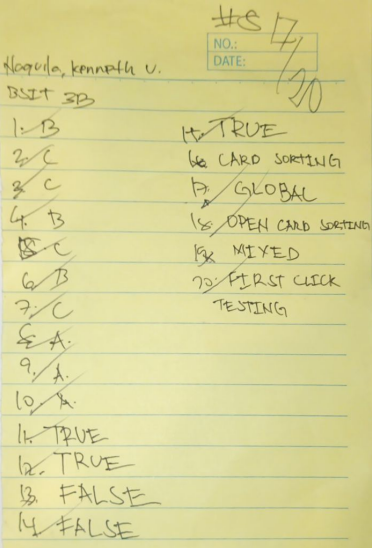 #8
17/20
NO.:
DATE:
BSIT 3B
1. B
2. C
3. C
4. B
5. C
6. B
7. C
8. A.
9. A.
10. A.
11. TRUE
12. TRUE
13. FALSE
14. FALSE
15. TRUE
16. CARD SORTING
17. GLOBAL
18. OPEN CARD SORTING
19. MIXED
20. FIRST CLICK
TESTING